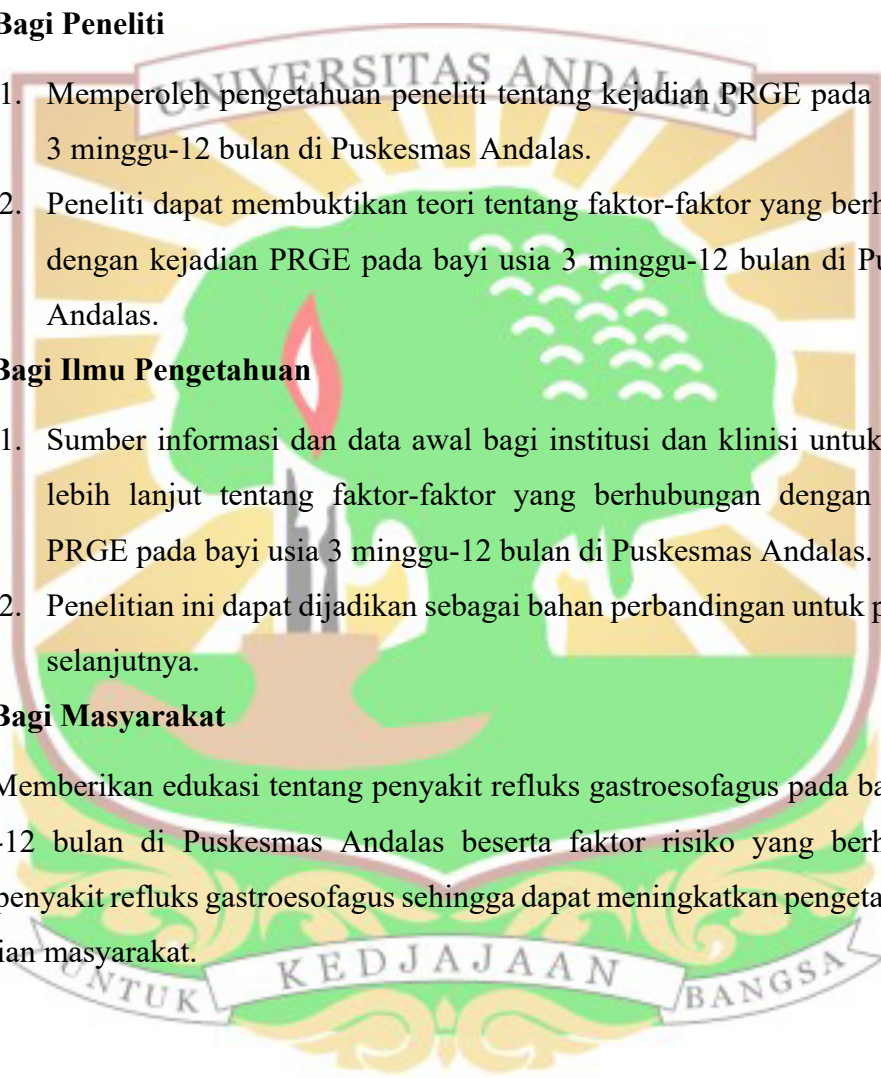 Bagi Peneliti
UNIVERSITAS ANDALAS
1. Memperoleh pengetahuan peneliti tentang kejadian PRGE pada
3 minggu-12 bulan di Puskesmas Andalas.
2. Peneliti dapat membuktikan teori tentang faktor-faktor yang berh
dengan kejadian PRGE pada bayi usia 3 minggu-12 bulan di Pu
Andalas.
Bagi Ilmu Pengetahuan
1. Sumber informasi dan data awal bagi institusi dan klinisi untuk
lebih lanjut tentang faktor-faktor yang berhubungan dengan
PRGE pada bayi usia 3 minggu-12 bulan di Puskesmas Andalas.
2. Penelitian ini dapat dijadikan sebagai bahan perbandingan untuk p
selanjutnya.
Bagi Masyarakat
Memberikan edukasi tentang penyakit refluks gastroesofagus pada ba
-12 bulan di Puskesmas Andalas beserta faktor risiko yang berh
penyakit refluks gastroesofagus sehingga dapat meningkatkan pengeta
ian masyarakat.
UNTUK KEDJAJAAN BANGSA